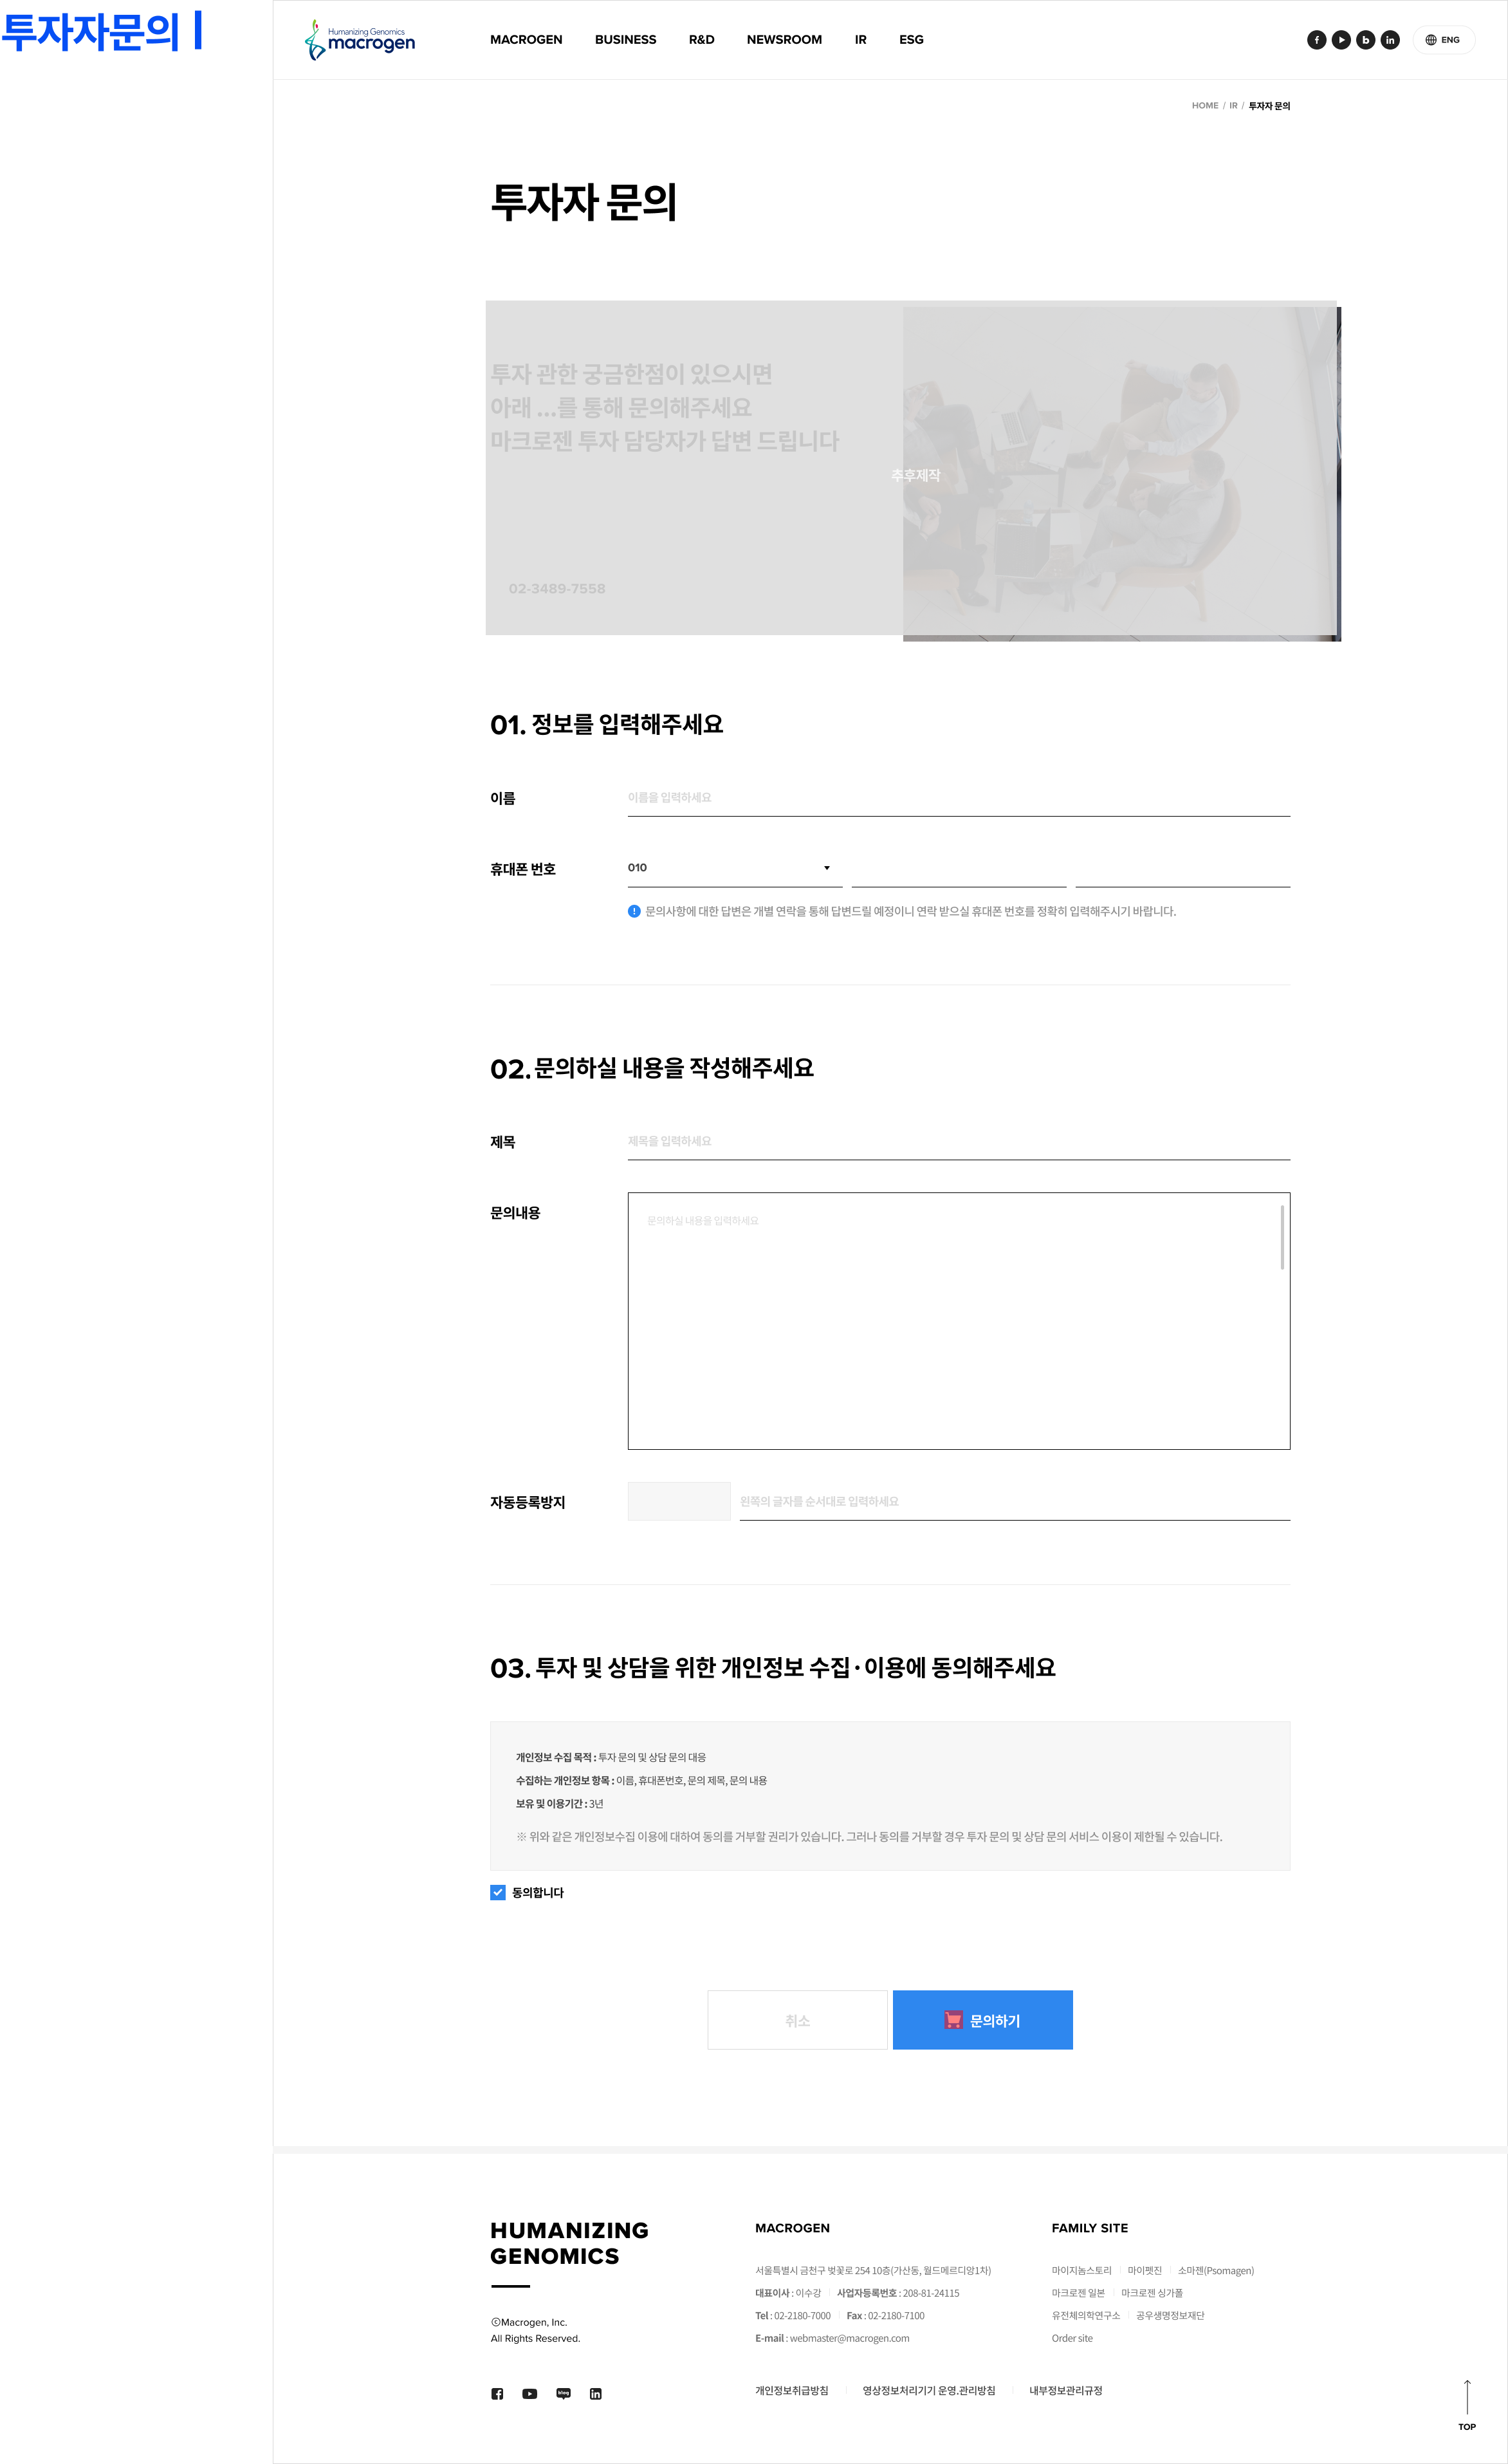 투자자문의 |
Humanizing Genomics
macrogen
MACROGEN BUSINESS R&D NEWSROOM IR ESG
ENG
HOME / IR / 투자자 문의
투자자 문의
투자 관한 궁금한점이 있으시면
아래 ...를 통해 문의해주세요
마크로젠 투자 담당자가 답변 드립니다
추후제작
02-3489-7558
01. 정보를 입력해주세요
이름 이름을 입력하세요
휴대폰 번호 010
문의사항에 대한 답변은 개별 연락을 통해 답변드릴 예정이니 연락 받으실 휴대폰 번호를 정확히 입력해주시기 바랍니다.
02. 문의하실 내용을 작성해주세요
제목 제목을 입력하세요
문의내용 문의하실 내용을 입력하세요
자동등록방지 왼쪽의 글자를 순서대로 입력하세요
03. 투자 및 상담을 위한 개인정보 수집·이용에 동의해주세요
개인정보 수집 목적 : 투자 문의 및 상담 문의 대응
수집하는 개인정보 항목 : 이름, 휴대폰번호, 문의 제목, 문의 내용
보유 및 이용기간 : 3년
※ 위와 같은 개인정보수집 이용에 대하여 동의를 거부할 권리가 있습니다. 그러나 동의를 거부할 경우 투자 문의 및 상담 문의 서비스 이용이 제한될 수 있습니다.
동의합니다
취소 문의하기
HUMANIZING
GENOMICS
ⓒMacrogen, Inc.
All Rights Reserved.
blog
MACROGEN
서울특별시 금천구 벚꽃로 254 10층(가산동, 월드메르디앙1차)
대표이사 : 이수강 사업자등록번호 : 208-81-24115
Tel : 02-2180-7000 Fax : 02-2180-7100
E-mail : webmaster@macrogen.com
FAMILY SITE
마이지놈스토리 마이펫진 소마젠(Psomagen)
마크로젠 일본 마크로젠 싱가폴
유전체의학연구소 공우생명정보재단
Order site
개인정보취급방침 영상정보처리기기 운영.관리방침 내부정보관리규정
TOP